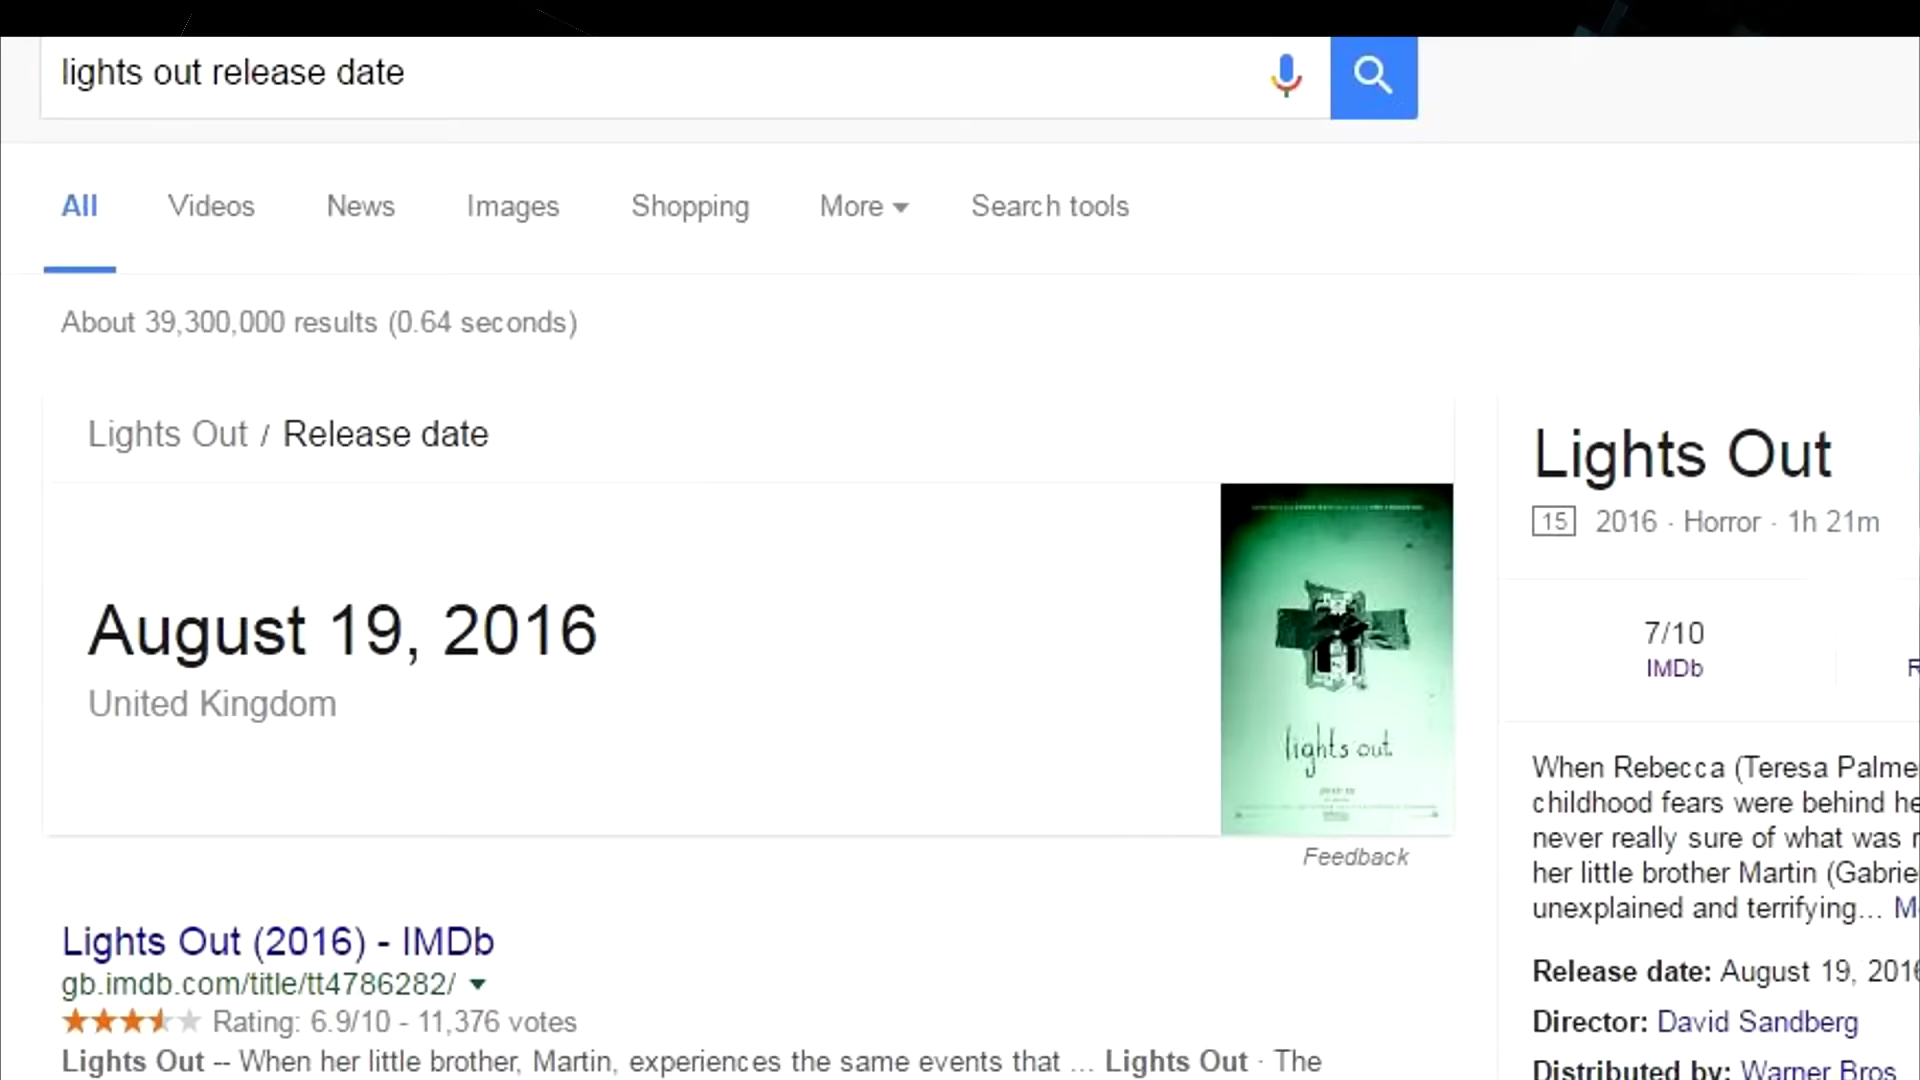 lights out release date
All Videos News Images Shopping More Search tools
About 39,300,000 results (0.64 seconds)
Lights Out / Release date
August 19, 2016
United Kingdom
lights out
Feedback
Lights Out (2016) - IMDb
gb.imdb.com/title/tt4786282/
Rating: 6.9/10 - 11,376 votes
Lights Out -- When her little brother, Martin, experiences the same events that ... Lights Out · The
Lights Out
15 2016 · Horror · 1h 21m
7/10
IMDb
R
When Rebecca (Teresa Palme
childhood fears were behind he
never really sure of what was r
her little brother Martin (Gabrie
unexplained and terrifying... M
Release date: August 19, 2016
Director: David Sandberg
Distributed by: Warner Bros